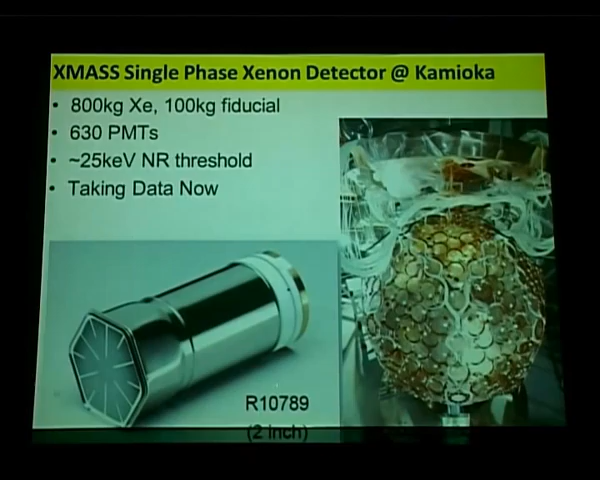 XMASS Single Phase Xenon Detector @ Kamioka
• 800kg Xe, 100kg fiducial
• 630 PMTs
• ~25keV NR threshold
• Taking Data Now
R10789
(2 inch)